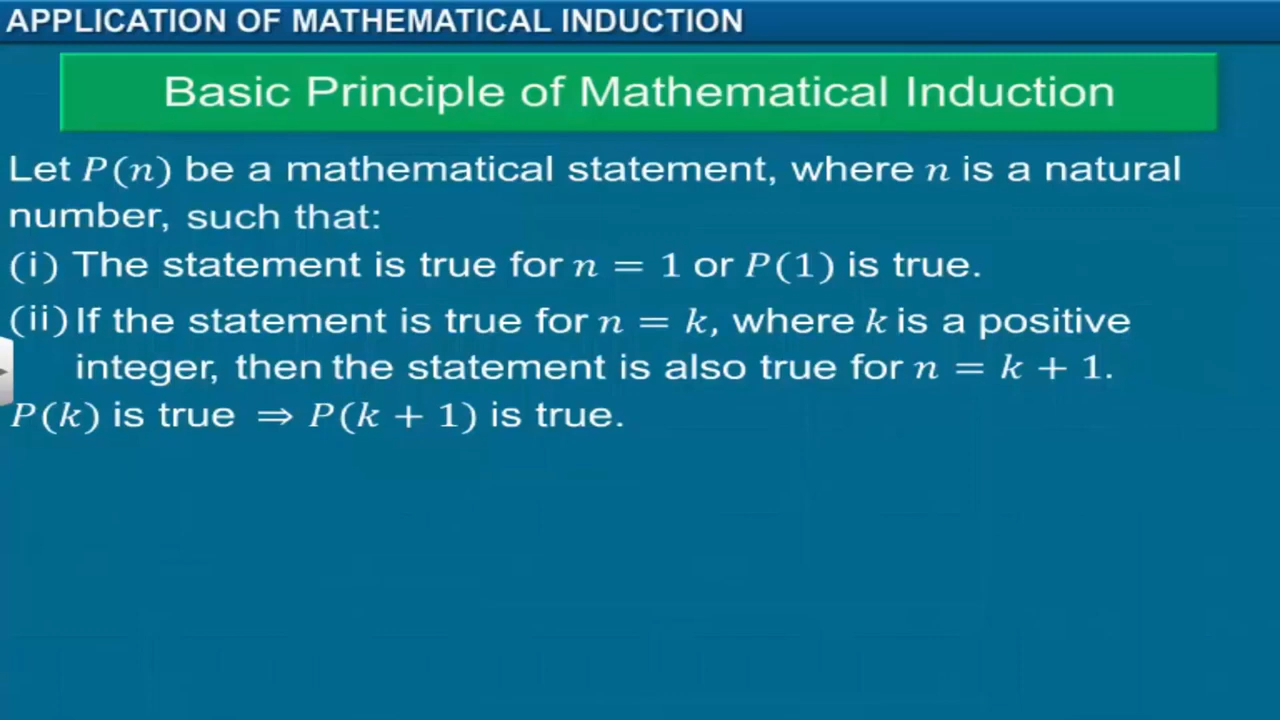 APPLICATION OF MATHEMATICAL INDUCTION
Basic Principle of Mathematical Induction
Let P(n) be a mathematical statement, where n is a natural
number, such that:
(i) The statement is true for n = 1 or P(1) is true.
(ii) If the statement is true for n = k, where k is a positive
integer, then the statement is also true for n = k + 1.
P(k) is true ⇒ P(k + 1) is true.